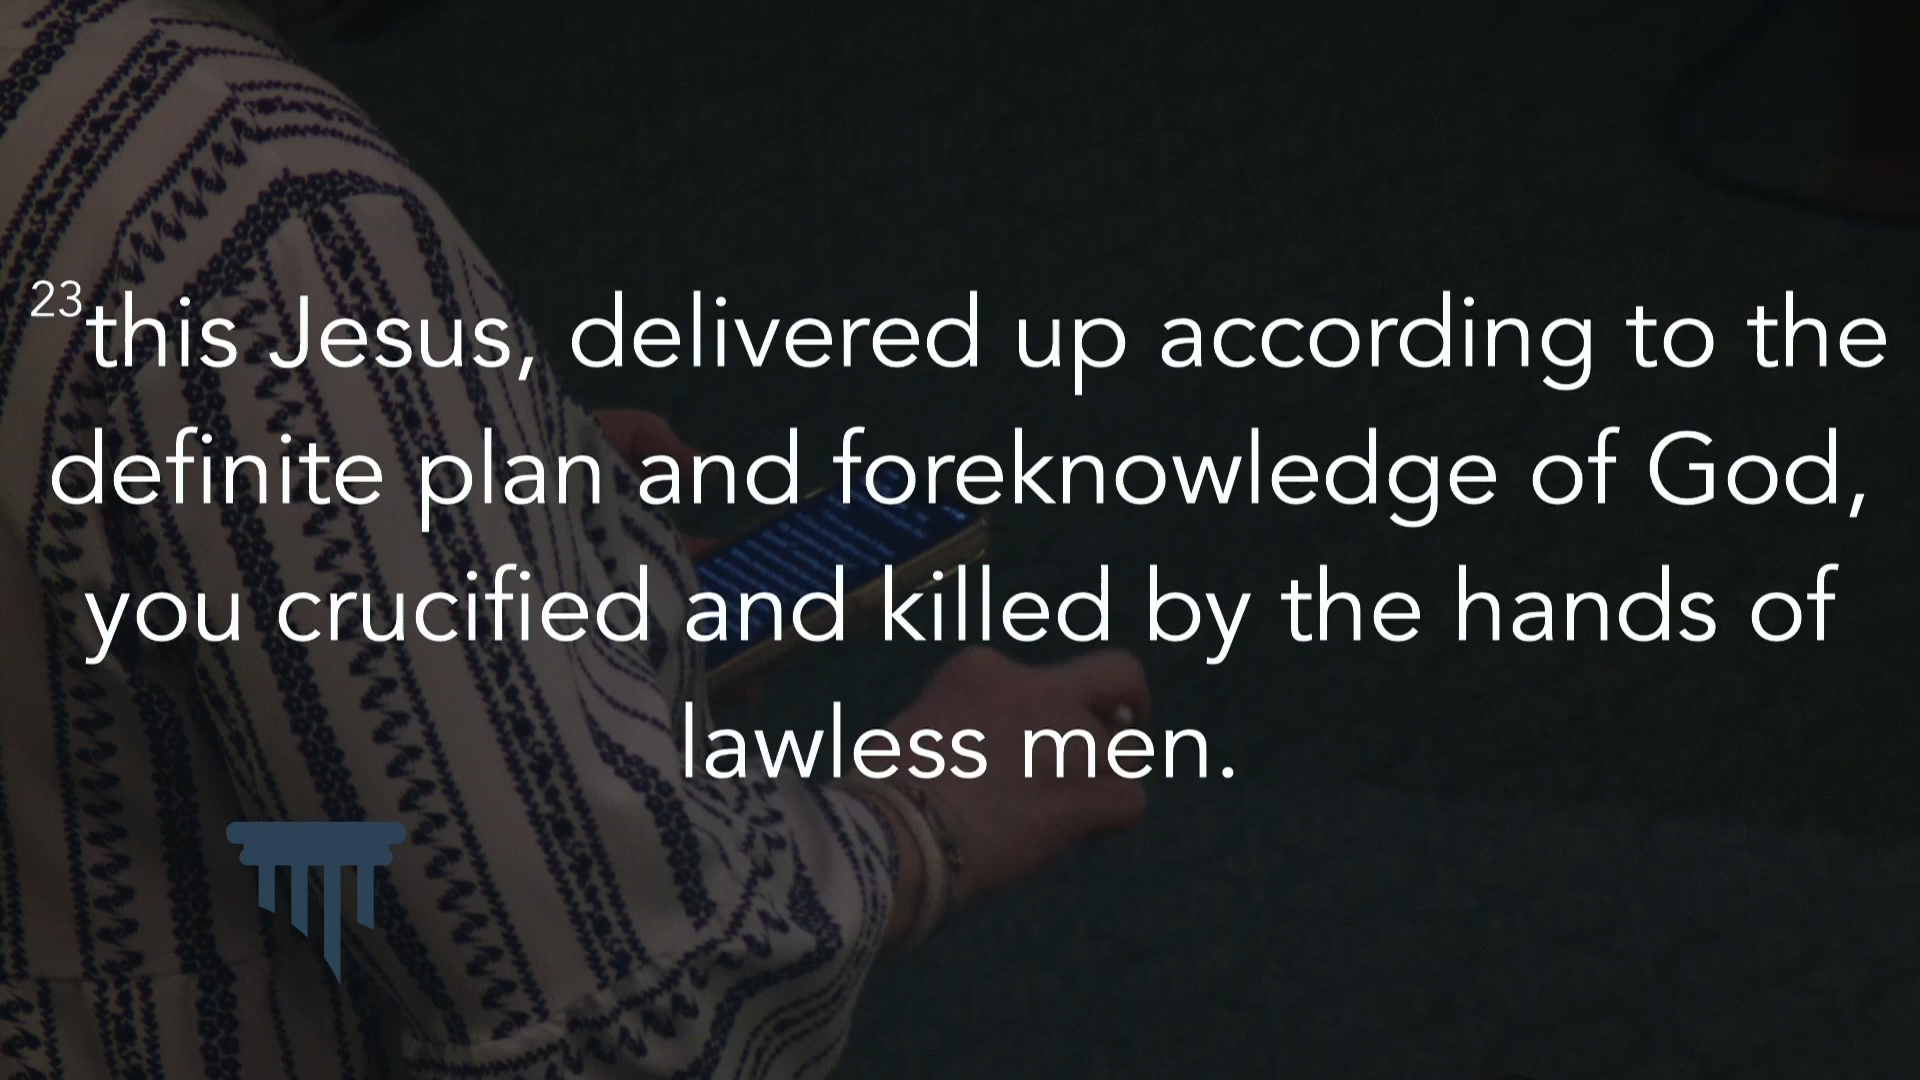 23this Jesus, delivered up according to the
definite plan and foreknowledge of God,
you crucified and killed by the hands of
lawless men.